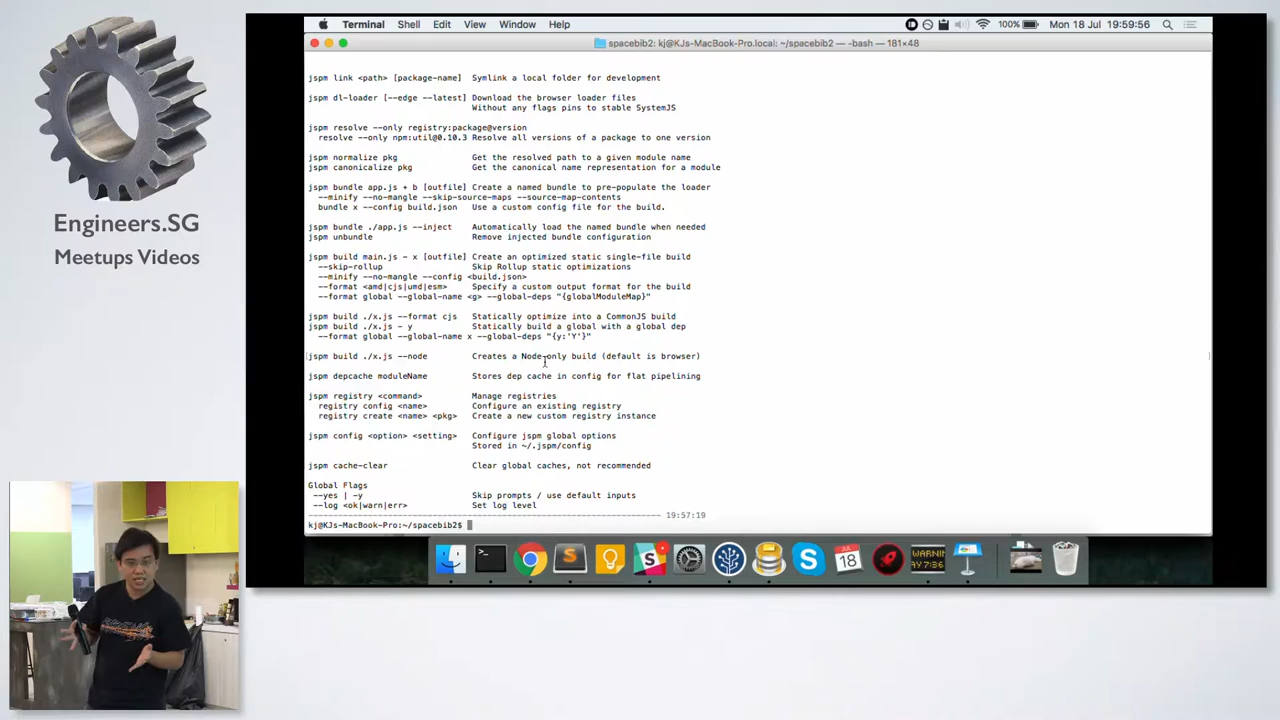 Terminal Shell Edit View Window Help 100% Mon 18 Jul 19:59:56
spacebib2: kj@KJs-MacBook-Pro.local: ~/spacebib2 — -bash — 181×48
jspm link <path> [package-name] Symlink a local folder for development
jspm dl-loader [--edge --latest] Download the browser loader files
Without any flags pins to stable SystemJS
jspm resolve --only registry:package@version
resolve --only npm:util@0.10.3 Resolve all versions of a package to one version
jspm normalize pkg Get the resolved path to a given module name
jspm canonicalize pkg Get the canonical name representation for a module
jspm bundle app.js + b [outfile] Create a named bundle to pre-populate the loader
--minify --no-mangle --skip-source-maps --source-map-contents
bundle x --config build.json Use a custom config file for the build.
jspm bundle ./app.js --inject Automatically load the named bundle when needed
jspm unbundle Remove injected bundle configuration
jspm build main.js - x [outfile] Create an optimized static single-file build
--skip-rollup Skip Rollup static optimizations
--minify --no-mangle --config <build.json>
--format <amd|cjs|umd|esm> Specify a custom output format for the build
--format global --global-name <g> --global-deps "{globalModuleMap}"
jspm build ./x.js --format cjs Statically optimize into a CommonJS build
jspm build ./x.js - y Statically build a global with a global dep
--format global --global-name x --global-deps "{y:'Y'}"
jspm build ./x.js --node Creates a Node-only build (default is browser)
jspm depcache moduleName Stores dep cache in config for flat pipelining
jspm registry <command> Manage registries
registry config <name> Configure an existing registry
registry create <name> <pkg> Create a new custom registry instance
jspm config <option> <setting> Configure jspm global options
Stored in ~/.jspm/config
jspm cache-clear Clear global caches, not recommended
Global Flags
--yes | -y Skip prompts / use default inputs
--log <ok|warn|err> Set log level
19:57:19
kj@KJs-MacBook-Pro:~/spacebib2$
Engineers.SG
Meetups Videos
JUL
18
WARNIN
AY 7:36